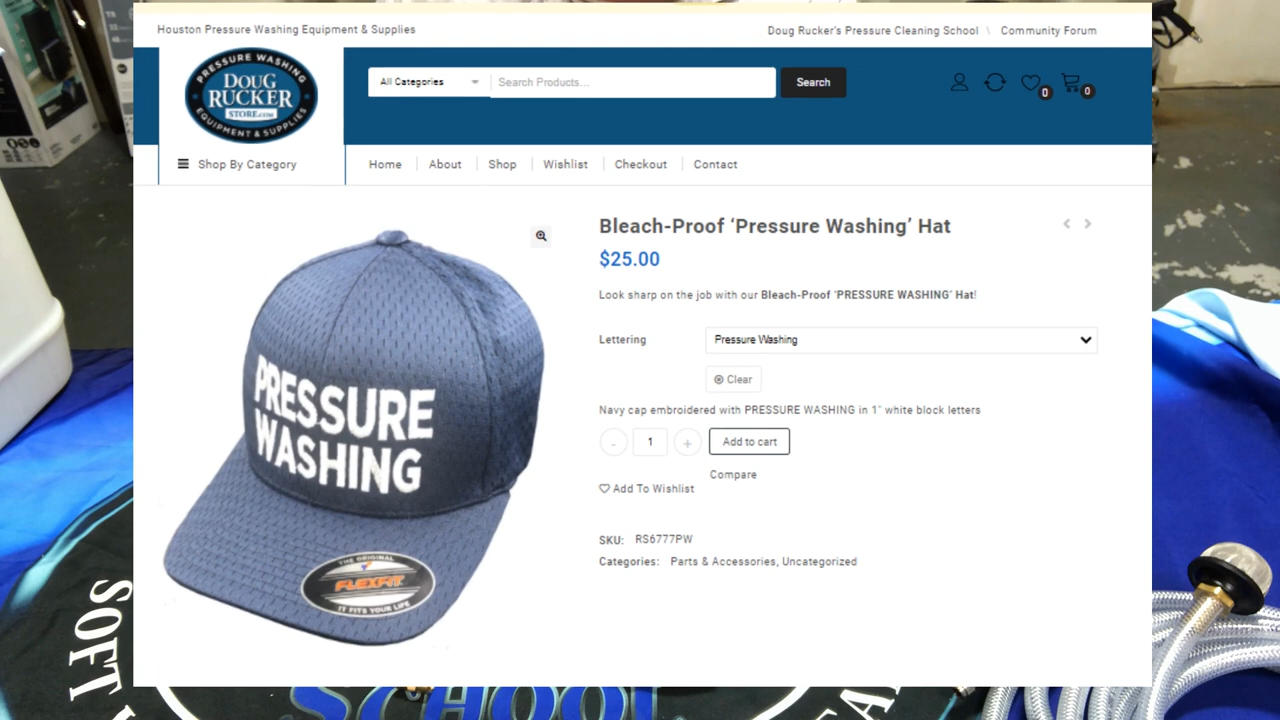 Houston Pressure Washing Equipment & Supplies
Doug Rucker's Pressure Cleaning School \ Community Forum
PRESSURE WASHING
DOUG
RUCKER
STORE.COM
EQUIPMENT & SUPPLIES
All Categories
Search Products...
Search
0
0
Shop By Category
Home
About
Shop
Wishlist
Checkout
Contact
Bleach-Proof ‘Pressure Washing’ Hat
$25.00
Look sharp on the job with our Bleach-Proof ‘PRESSURE WASHING’ Hat!
Lettering
Pressure Washing
Clear
Navy cap embroidered with PRESSURE WASHING in 1″ white block letters
- 1 +
Add to cart
Compare
Add To Wishlist
SKU: RS6777PW
Categories: Parts & Accessories, Uncategorized
PRESSURE
WASHING
THE ORIGINAL
FLEXFIT
IT FITS YOUR LIFE
SOFT
SCHOOL